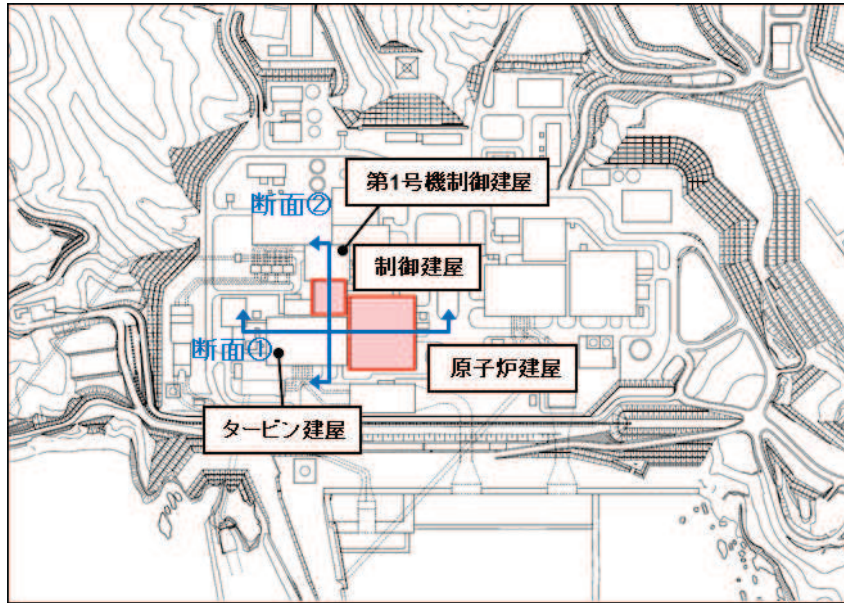 第1号機制御建屋
断面②
制御建屋
断面①
原子炉建屋
タービン建屋